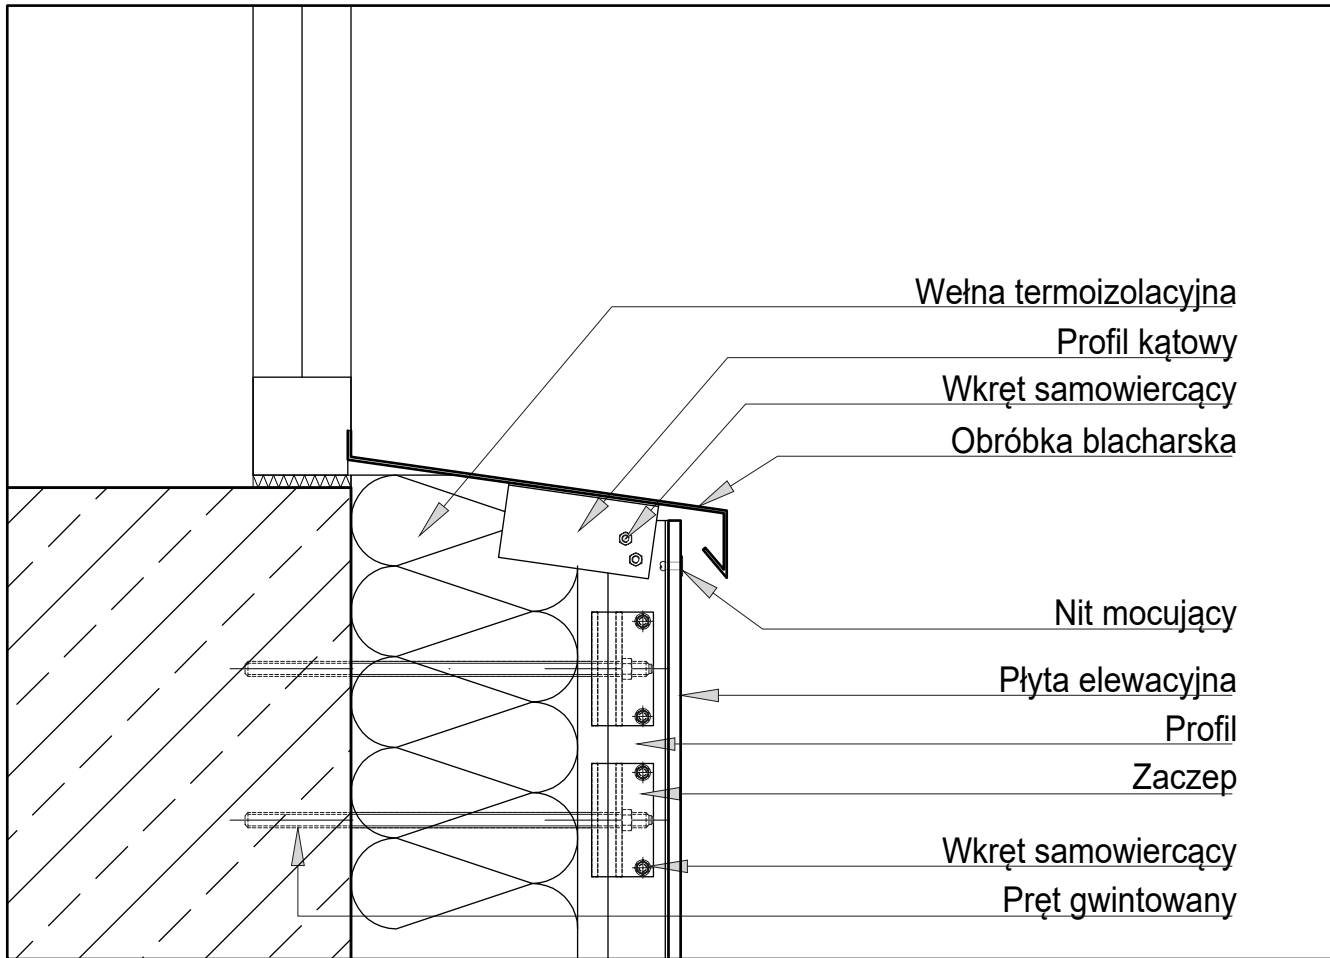 Wełna termoizolacyjna
Profil kątowy
Wkręt samowiercący
Obróbka blacharska
Nit mocujący
Płyta elewacyjna
Profil
Zaczep
Wkręt samowiercący
Pręt gwintowany